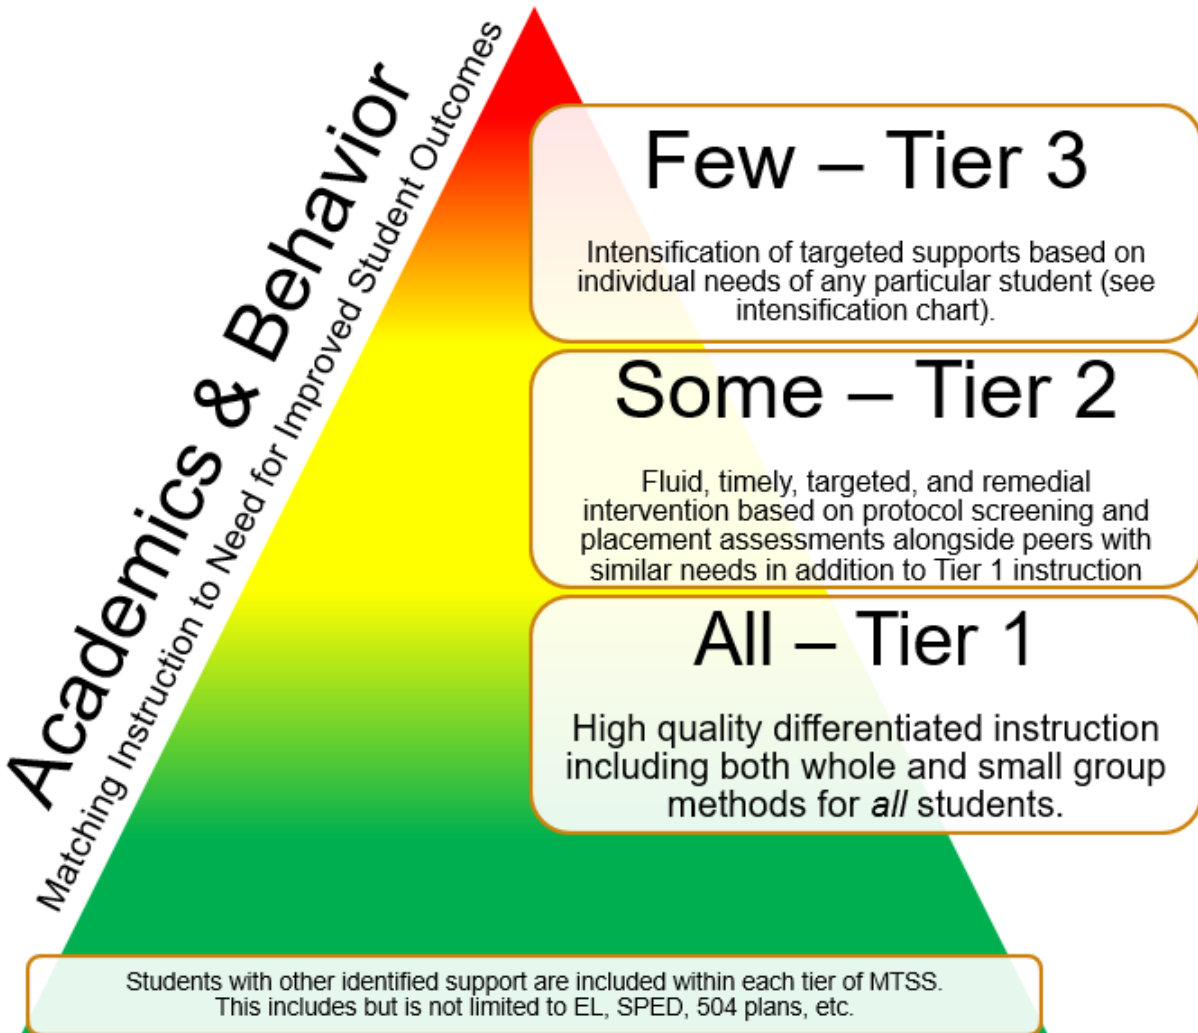 Academics & Behavior
Matching Instruction to Need for Improved Student Outcomes
Few – Tier 3
Intensification of targeted supports based on
individual needs of any particular student (see
intensification chart).
Some – Tier 2
Fluid, timely, targeted, and remedial
intervention based on protocol screening and
placement assessments alongside peers with
similar needs in addition to Tier 1 instruction
All – Tier 1
High quality differentiated instruction
including both whole and small group
methods for all students.
Students with other identified support are included within each tier of MTSS.
This includes but is not limited to EL, SPED, 504 plans, etc.